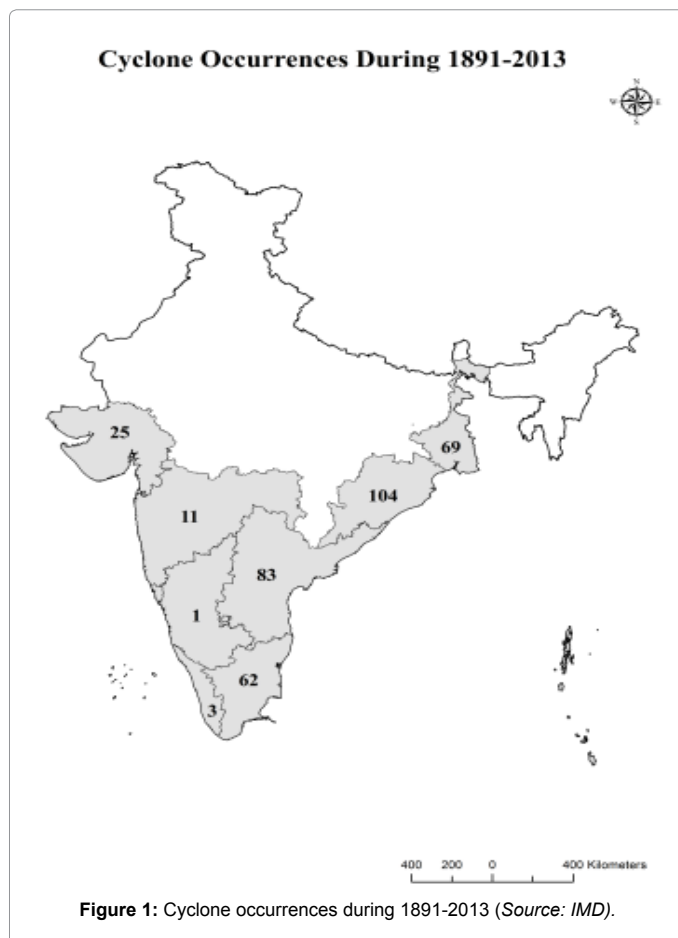 Cyclone Occurrences During 1891-2013
N
W E
S
25
69
104
11
83
1
62
3
400 200 0 400 Kilometers
Figure 1: Cyclone occurrences during 1891-2013 (Source: IMD).